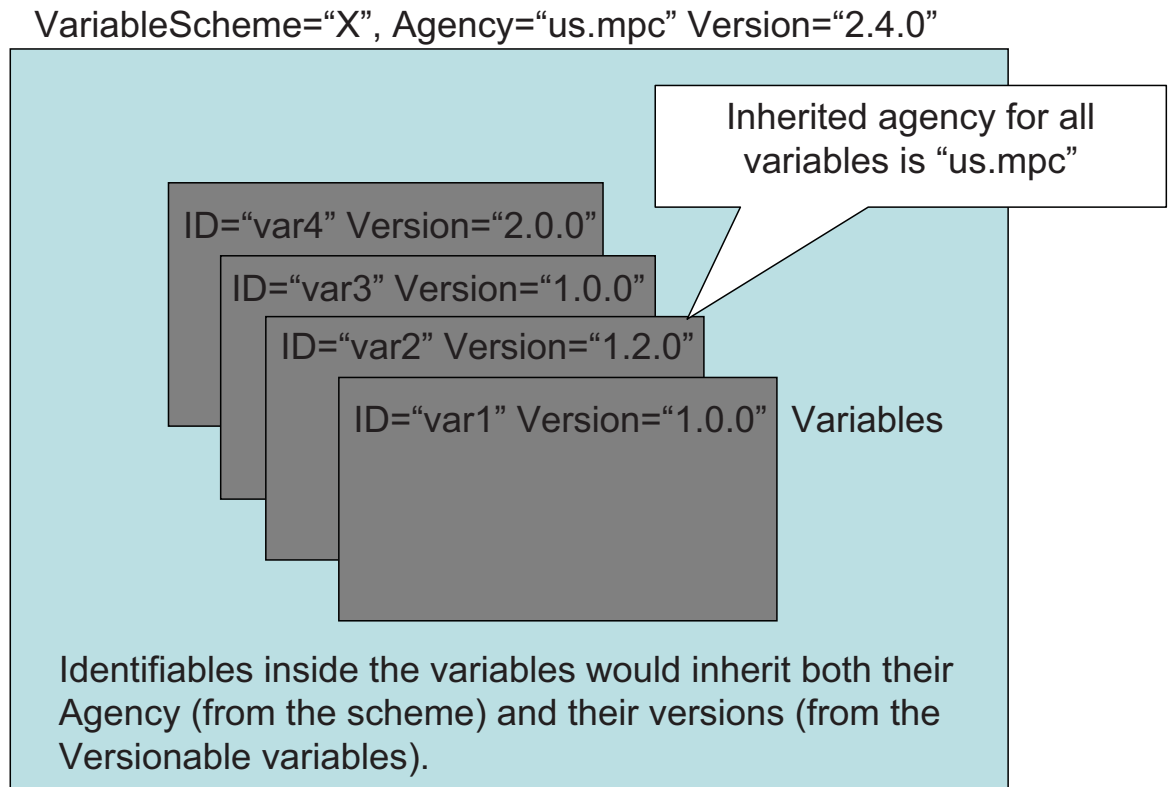 VariableScheme=“X”, Agency=“us.mpc” Version=“2.4.0”
Inherited agency for all
variables is “us.mpc”
ID=“var4” Version=“2.0.0”
ID=“var3” Version=“1.0.0”
ID=“var2” Version=“1.2.0”
ID=“var1” Version=“1.0.0”
Variables
Identifiables inside the variables would inherit both their
Agency (from the scheme) and their versions (from the
Versionable variables).